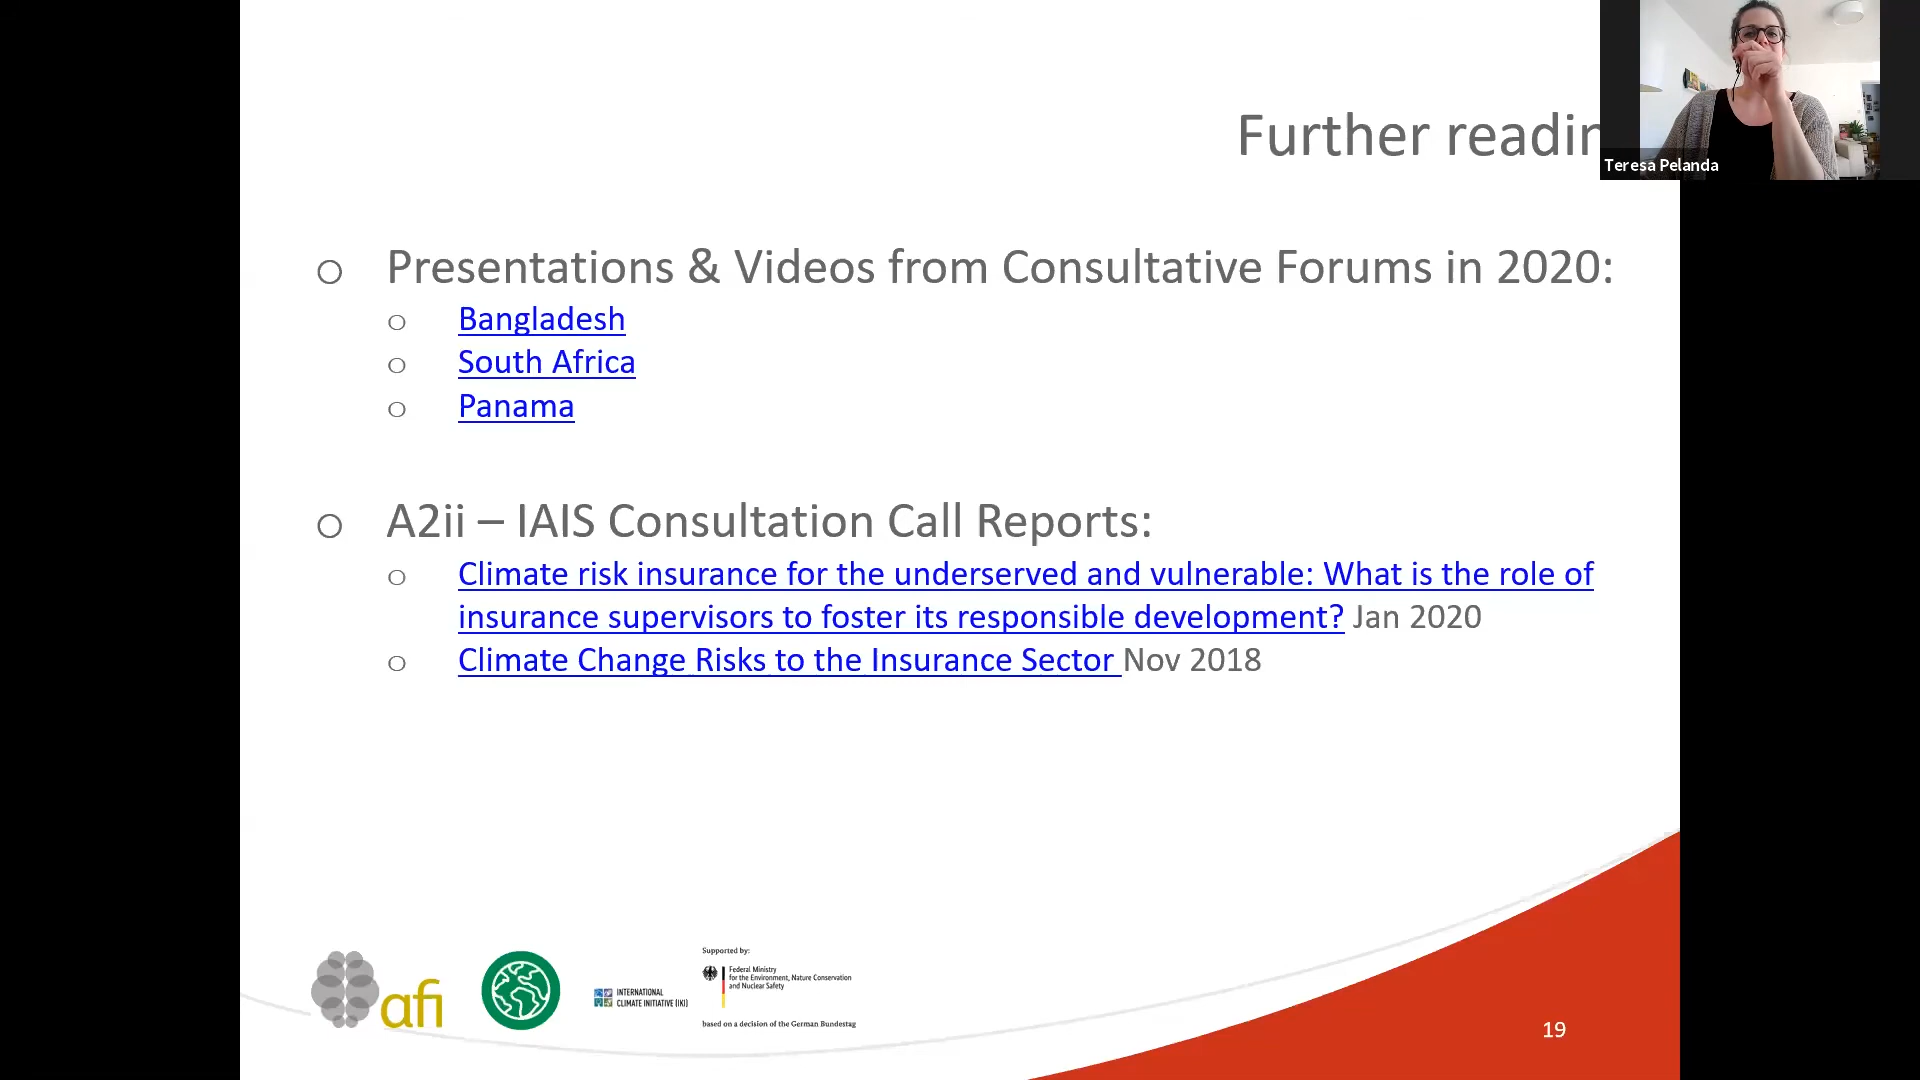 Further readin
Teresa Pelanda
o Presentations & Videos from Consultative Forums in 2020:
o Bangladesh
o South Africa
o Panama
o A2ii – IAIS Consultation Call Reports:
o Climate risk insurance for the underserved and vulnerable: What is the role of
insurance supervisors to foster its responsible development? Jan 2020
o Climate Change Risks to the Insurance Sector Nov 2018
afi
INTERNATIONAL
CLIMATE INITIATIVE (IKI)
Supported by:
Federal Ministry
for the Environment, Nature Conservation
and Nuclear Safety
based on a decision of the German Bundestag
19